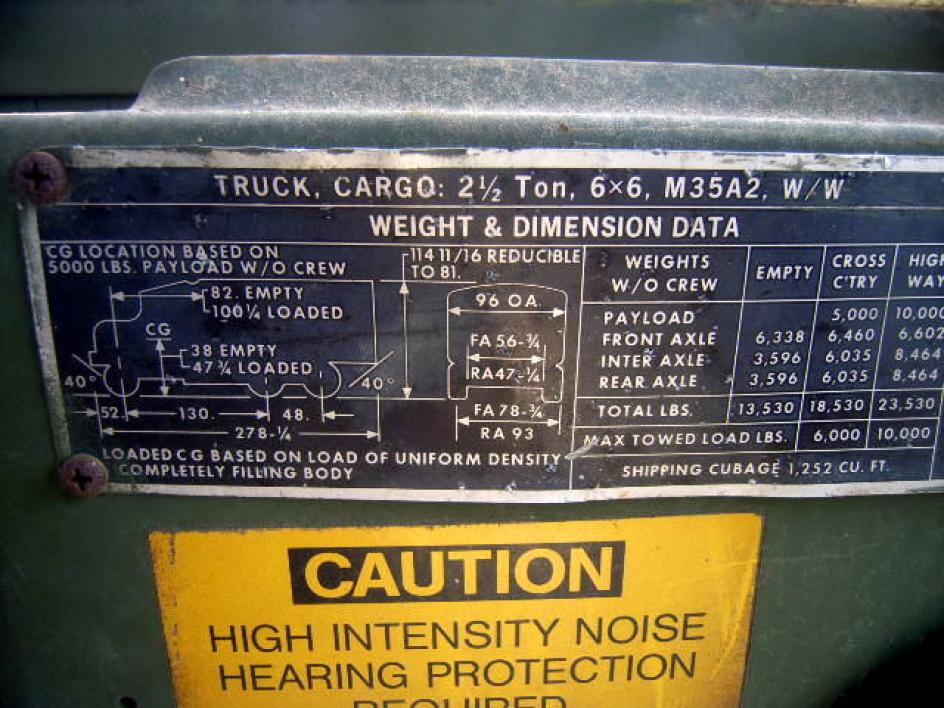 TRUCK, CARGO: 2½ Ton, 6×6, M35A2, W/W
WEIGHT & DIMENSION DATA
CG LOCATION BASED ON
5000 LBS. PAYLOAD W/O CREW
82. EMPTY
100¼ LOADED
CG
38 EMPTY
47¾ LOADED
40° 40°
52. 130. 48.
278-¼
LOADED CG BASED ON LOAD OF UNIFORM DENSITY
COMPLETELY FILLING BODY
114 11/16 REDUCIBLE
TO 81.
96 OA
FA 56-¾
RA 47-¼
FA 78-¾
RA 93
WEIGHTS W/O CREW EMPTY CROSS C'TRY HIGH WAY
PAYLOAD 5,000 10,000
FRONT AXLE 6,338 6,460 6,602
INTER AXLE 3,596 6,035 8,464
REAR AXLE 3,596 6,035 8,464
TOTAL LBS. 13,530 18,530 23,530
MAX TOWED LOAD LBS. 6,000 10,000
SHIPPING CUBAGE 1,252 CU. FT.
CAUTION
HIGH INTENSITY NOISE
HEARING PROTECTION
REQUIRED